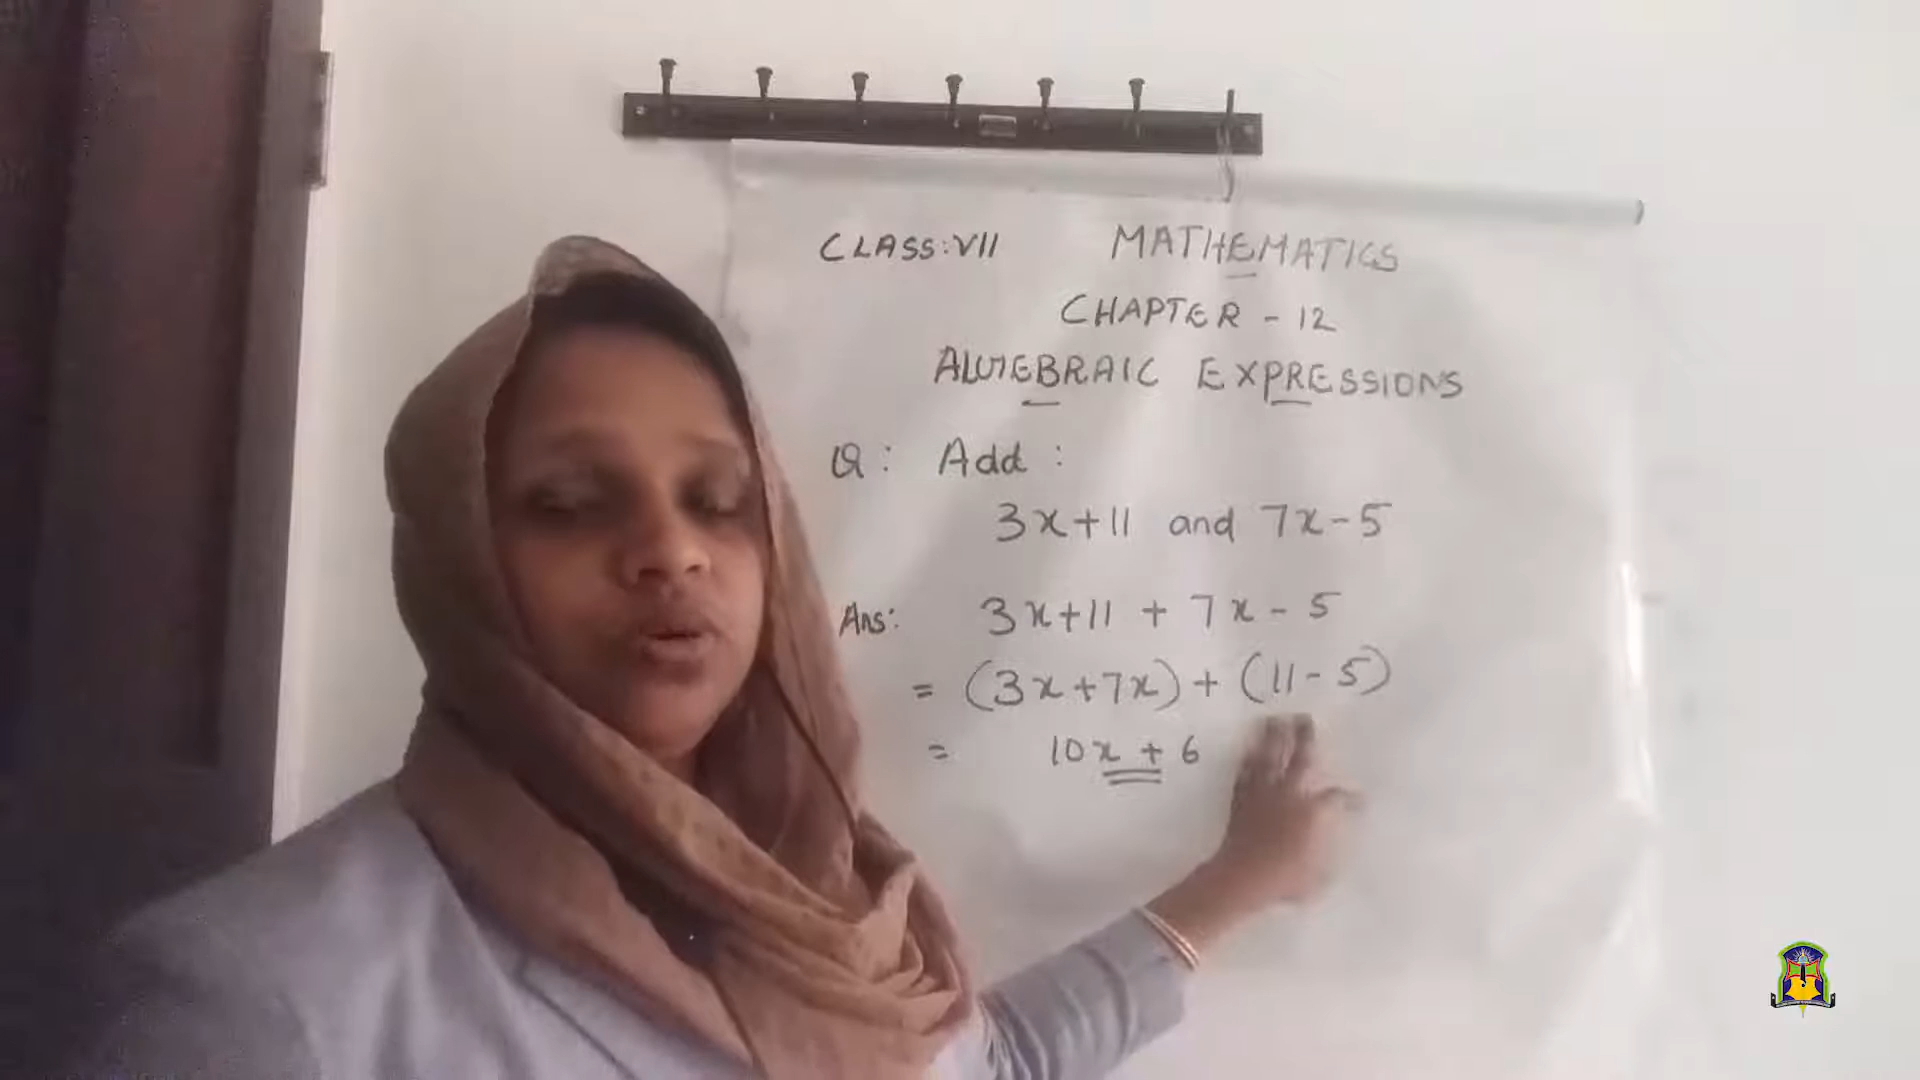 CLASS: VII MATHEMATICS
CHAPTER - 12
ALGEBRAIC EXPRESSIONS
Q: Add:
3x+11 and 7x-5
Ans: 3x+11 + 7x-5
= (3x+7x) + (11-5)
= 10x + 6